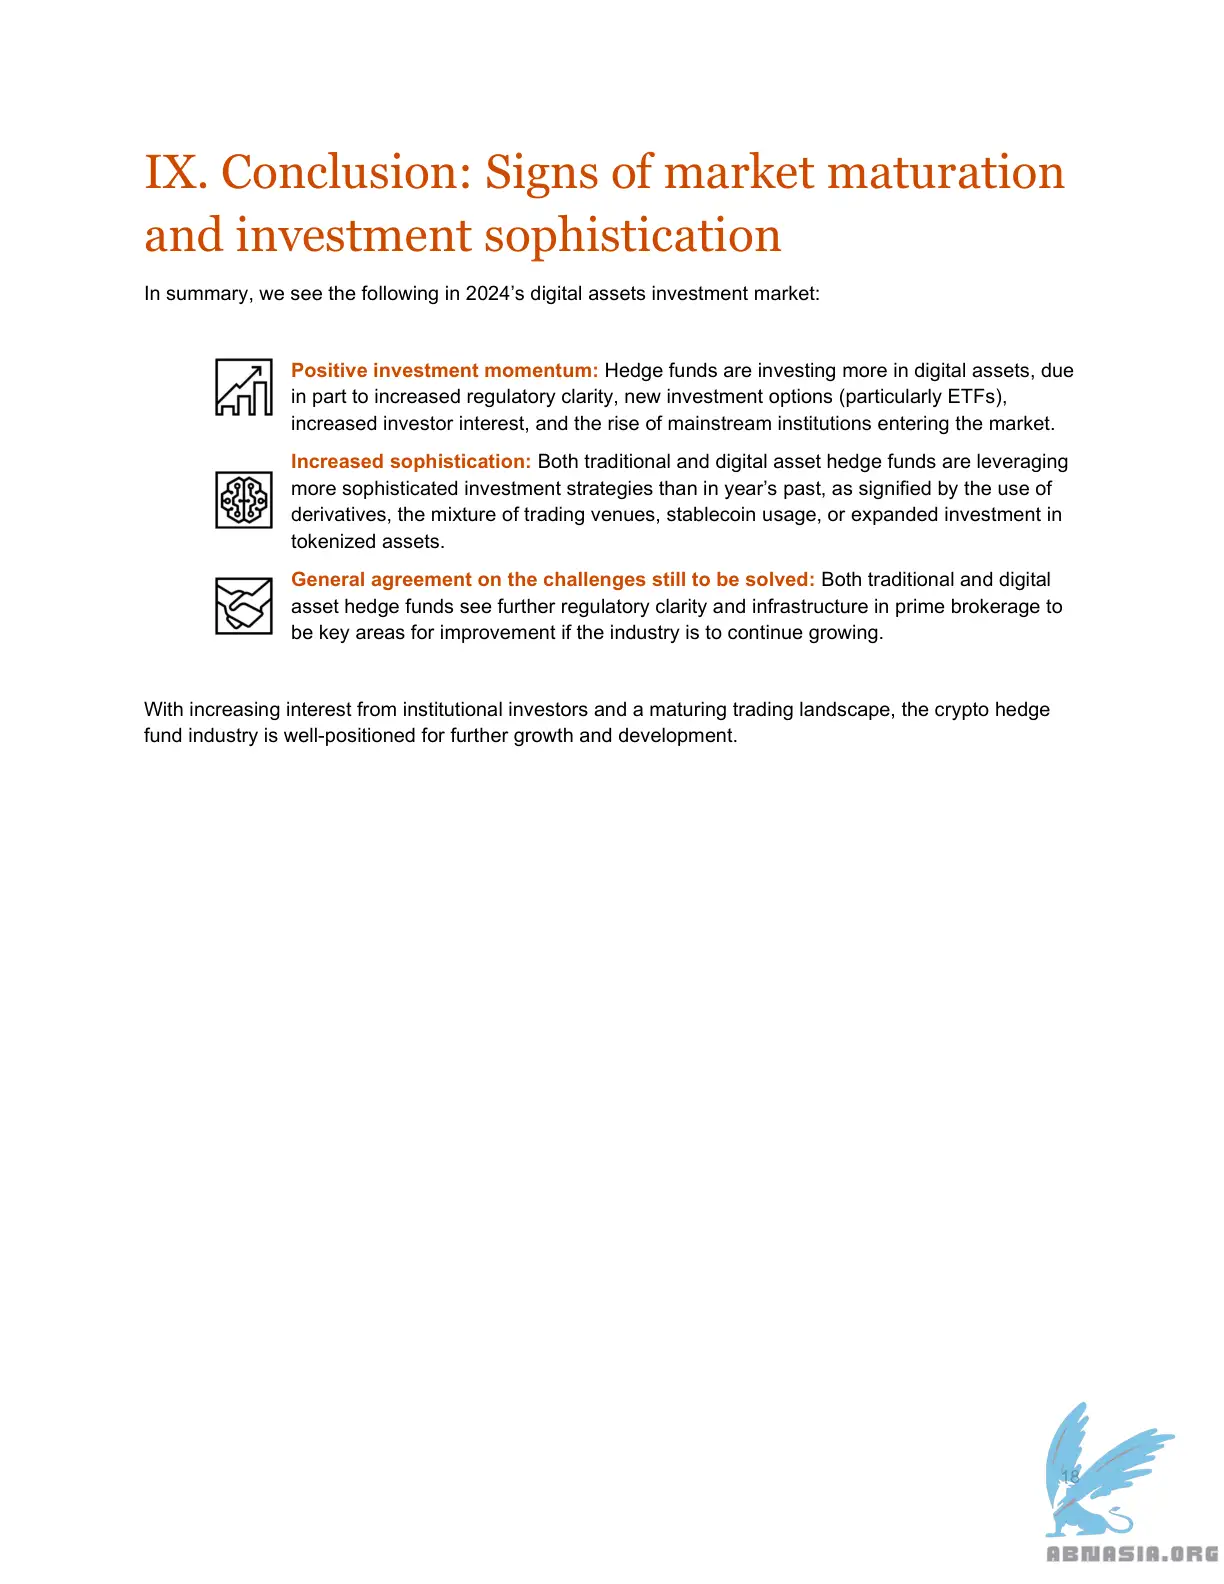 IX. Conclusion: Signs of market maturation
and investment sophistication
In summary, we see the following in 2024’s digital assets investment market:
Positive investment momentum: Hedge funds are investing more in digital assets, due
in part to increased regulatory clarity, new investment options (particularly ETFs),
increased investor interest, and the rise of mainstream institutions entering the market.
Increased sophistication: Both traditional and digital asset hedge funds are leveraging
more sophisticated investment strategies than in year’s past, as signified by the use of
derivatives, the mixture of trading venues, stablecoin usage, or expanded investment in
tokenized assets.
General agreement on the challenges still to be solved: Both traditional and digital
asset hedge funds see further regulatory clarity and infrastructure in prime brokerage to
be key areas for improvement if the industry is to continue growing.
With increasing interest from institutional investors and a maturing trading landscape, the crypto hedge
fund industry is well-positioned for further growth and development.
18
ABNASIA.ORG